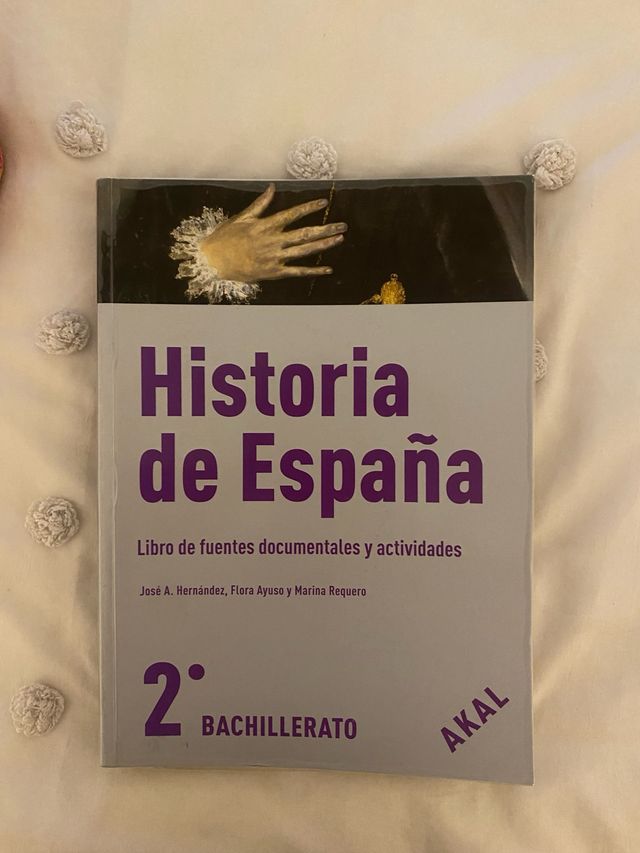 Historia
de España
Libro de fuentes documentales y actividades
José A. Hernández, Flora Ayuso y Marina Requero
2° BACHILLERATO
AKAL